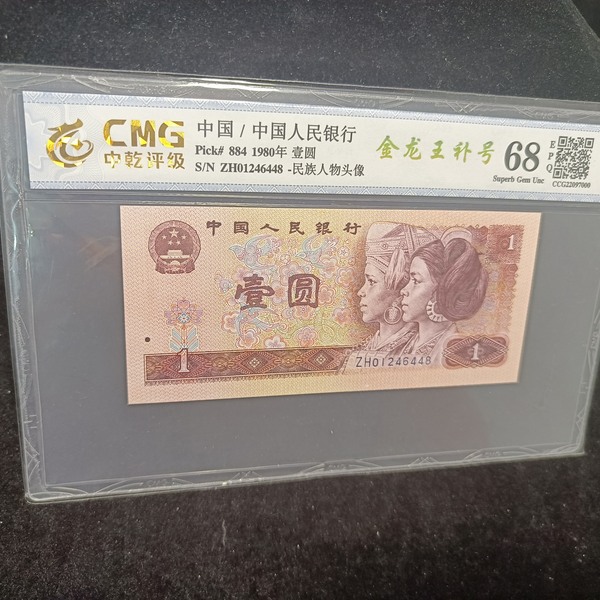 CMG
中乾评级
中国 / 中国人民银行
Pick# 884 1980年 壹圆
S/N ZH01246448 -民族人物头像
金龙王补号
68
EPQ
Superb Gem Unc
CCG22097000
中国人民银行
1
壹圆
1
1
ZH01246448